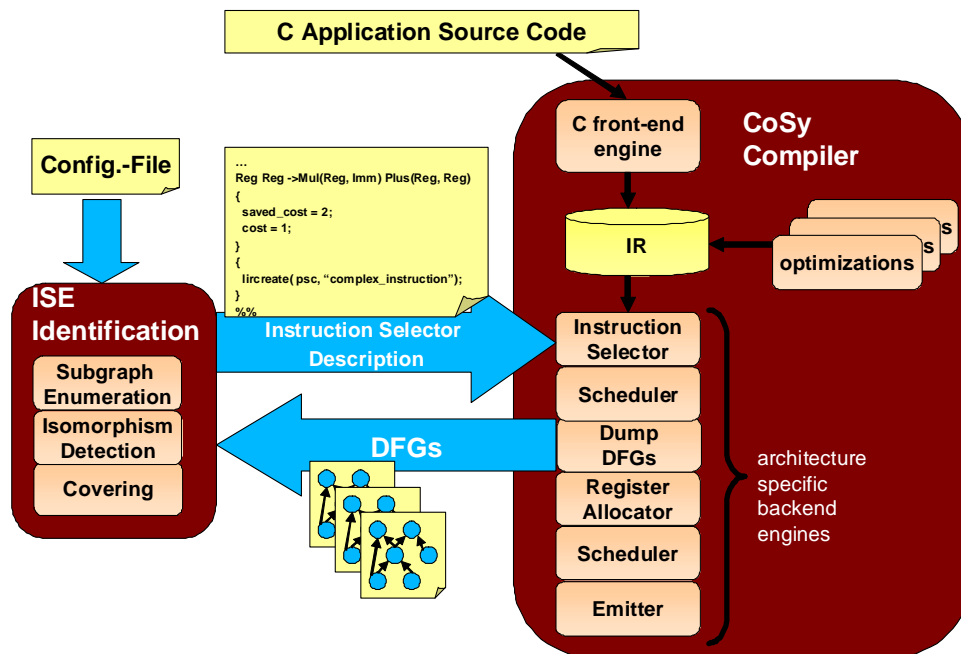 C Application Source Code
CoSy
Compiler
C front-end
engine
IR
s
s
optimizations
Config.-File
...
Reg Reg ->Mul(Reg, Imm) Plus(Reg, Reg)
{
saved_cost = 2;
cost = 1;
}
{
lircreate( psc, “complex_instruction”);
}
%%
ISE
Identification
Subgraph
Enumeration
Isomorphism
Detection
Covering
Instruction Selector
Description
DFGs
Instruction
Selector
Scheduler
Dump
DFGs
Register
Allocator
Scheduler
Emitter
architecture
specific
backend
engines